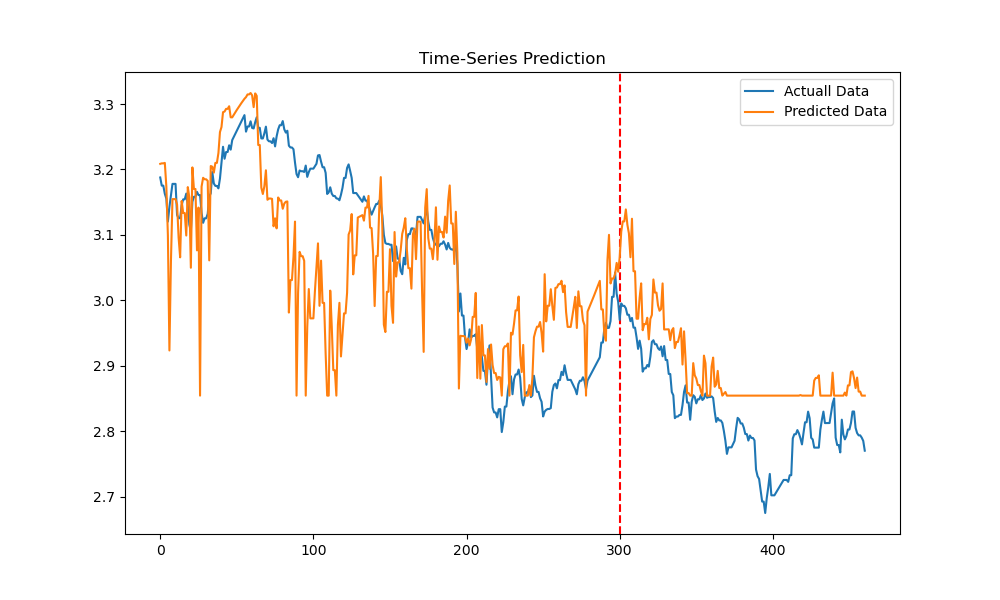 Time-Series Prediction
Actuall Data
Predicted Data
3.3
3.2
3.1
3.0
2.9
2.8
2.7
0 100 200 300 400